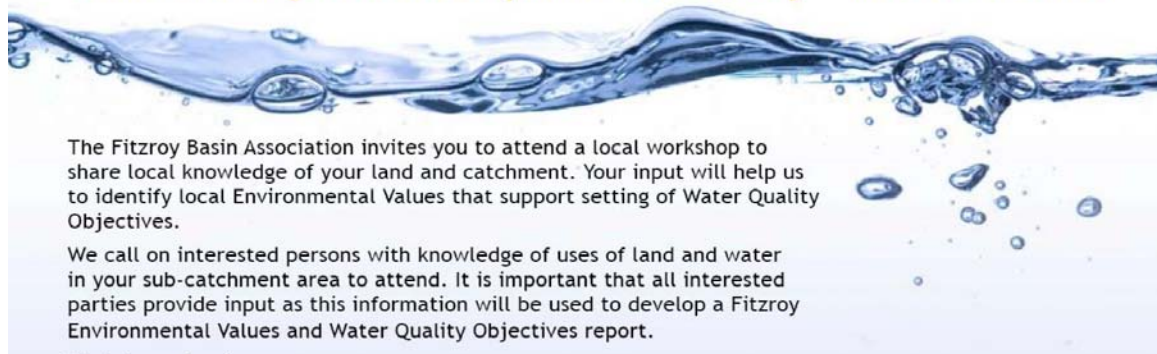 The Fitzroy Basin Association invites you to attend a local workshop to
share local knowledge of your land and catchment. Your input will help us
to identify local Environmental Values that support setting of Water Quality
Objectives.
We call on interested persons with knowledge of uses of land and water
in your sub-catchment area to attend. It is important that all interested
parties provide input as this information will be used to develop a Fitzroy
Environmental Values and Water Quality Objectives report.